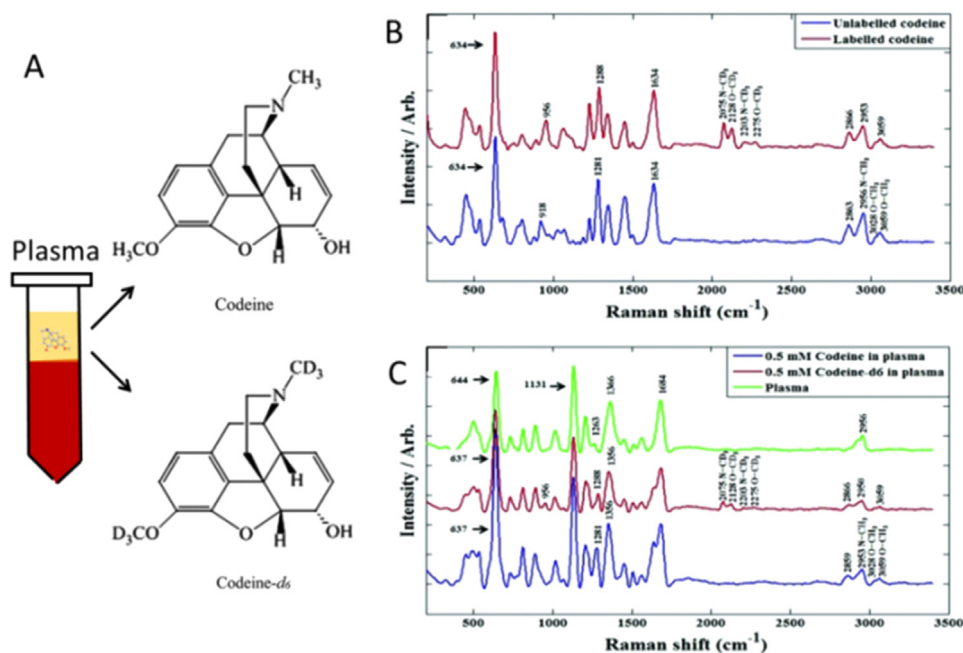 A
CH3
N
H
H3CO
O
H
OH
Codeine
Plasma
CD3
N
H
D3CO
O
H
OH
Codeine-d6
B
Unlabelled codeine
Labelled codeine
634
956
1288
1634
2075 N–CD3
2128 O–CD3
2203 N–CD3
2275 O–CD3
2866
2953
3059
634
918
1281
1634
2863
2956 N–CH3
3028 O–CH3
3059 O–CH3
Intensity / Arb.
500 1000 1500 2000 2500 3000 3500
Raman shift (cm-1)
C
0.5 mM Codeine in plasma
0.5 mM Codeine-d6 in plasma
Plasma
644
1131
1263
1366
1684
2956
637
956
1288
1356
2075 N–CD3
2128 O–CD3
2203 N–CD3
2275 O–CD3
2866
2950
3059
637
1281
1356
2859
2953 N–CH3
3028 O–CH3
3059 O–CH3
Intensity / Arb.
500 1000 1500 2000 2500 3000 3500
Raman shift (cm-1)